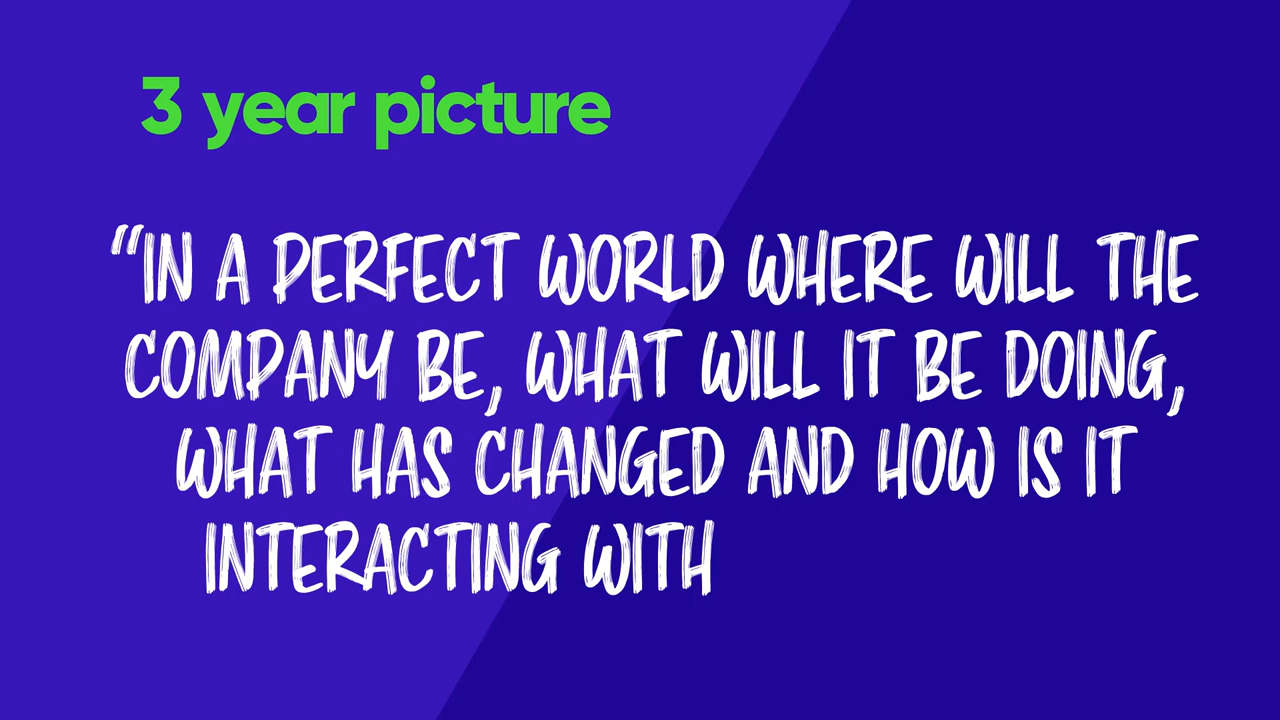 3 year picture
“IN A PERFECT WORLD WHERE WILL THE
COMPANY BE, WHAT WILL IT BE DOING,
WHAT HAS CHANGED AND HOW IS IT
INTERACTING WITH